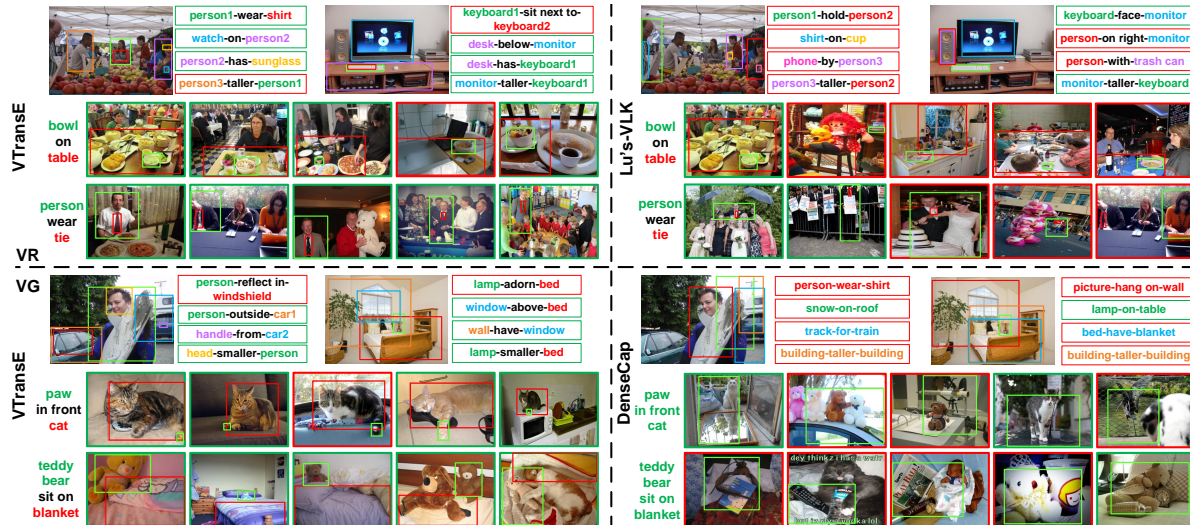 VTransE
person1-wear-shirt
watch-on-person2
person2-has-sunglass
person3-taller-person1
keyboard1-sit next to-
keyboard2
desk-below-monitor
desk-has-keyboard1
monitor-taller-keyboard1
bowl
on
table
person
wear
tie
VR
Lu's-VLK
person1-hold-person2
shirt-on-cup
phone-by-person3
person3-taller-person2
keyboard-face-monitor
person-on right-monitor
person-with-trash can
monitor-taller-keyboard
bowl
on
table
person
wear
tie
VG
VTransE
person-reflect in-
windshield
person-outside-car1
handle-from-car2
head-smaller-person
lamp-adorn-bed
window-above-bed
wall-have-window
lamp-smaller-bed
paw
in front
cat
teddy
bear
sit on
blanket
DenseCap
person-wear-shirt
snow-on-roof
track-for-train
building-taller-building
picture-hang on-wall
lamp-on-table
bed-have-blanket
building-taller-building
paw
in front
cat
teddy
bear
sit on
blanket